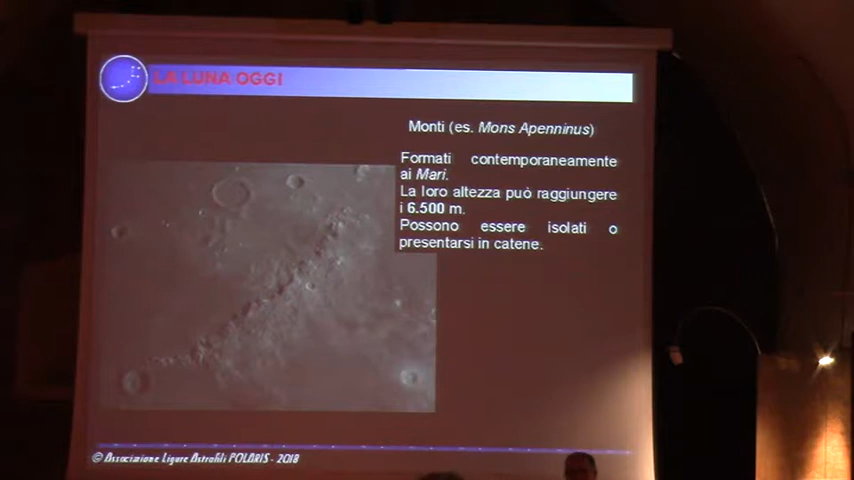 LA LUNA OGGI
Monti (es. Mons Apenninus)
Formati contemporaneamente
ai Mari.
La loro altezza può raggiungere
i 6.500 m.
Possono essere isolati o
presentarsi in catene.
© Associazione Ligure Astrofili POLARIS - 2018